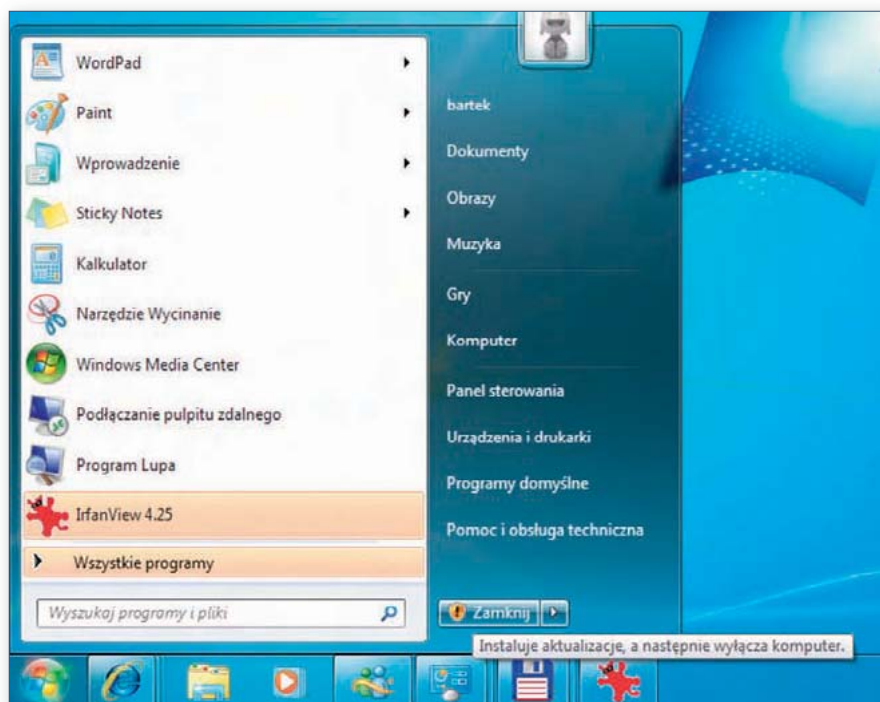 WordPad
Paint
Wprowadzenie
Sticky Notes
Kalkulator
Narzędzie Wycinanie
Windows Media Center
Podłączanie pulpitu zdalnego
Program Lupa
IrfanView 4.25
Wszystkie programy
Wyszukaj programy i pliki
bartek
Dokumenty
Obrazy
Muzyka
Gry
Komputer
Panel sterowania
Urządzenia i drukarki
Programy domyślne
Pomoc i obsługa techniczna
Zamknij
Instaluje aktualizacje, a następnie wyłącza komputer.